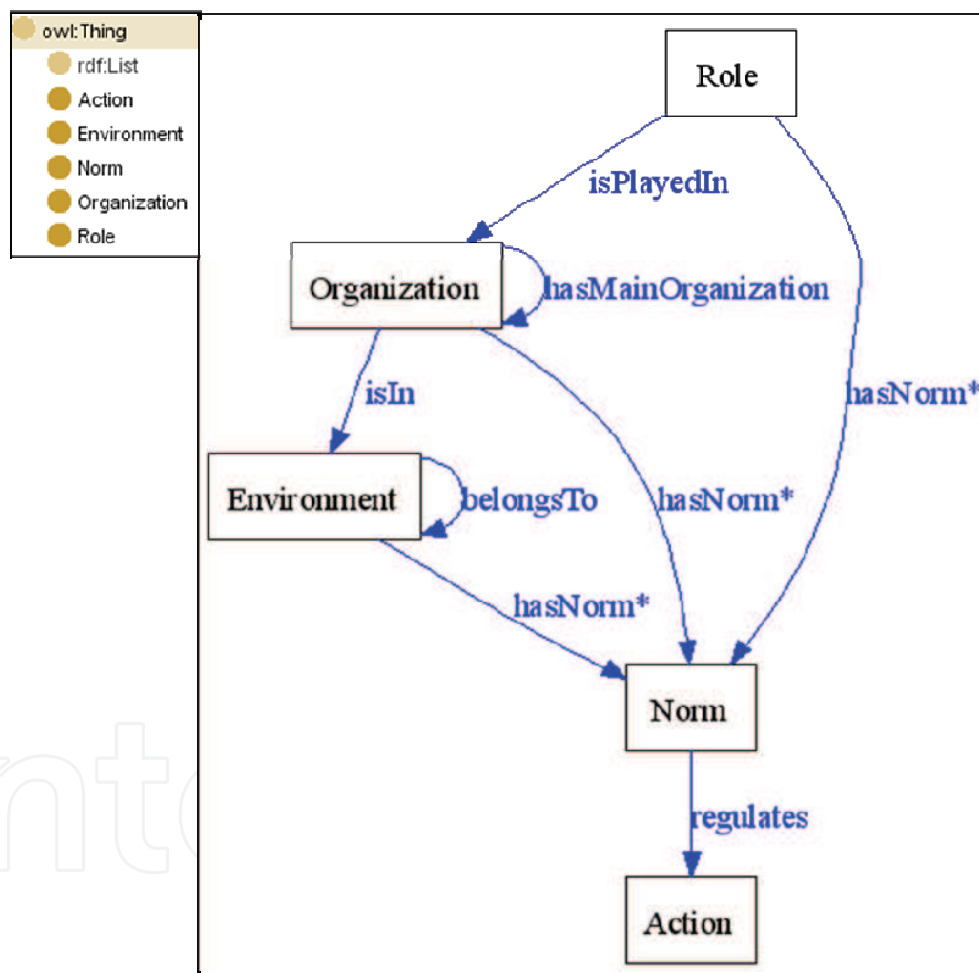 owl:Thing
rdf:List
Action
Environment
Norm
Organization
Role
Role
isPlayedIn
Organization
hasMainOrganization
isIn
hasNorm*
Environment
belongsTo
hasNorm*
hasNorm*
Norm
regulates
Action